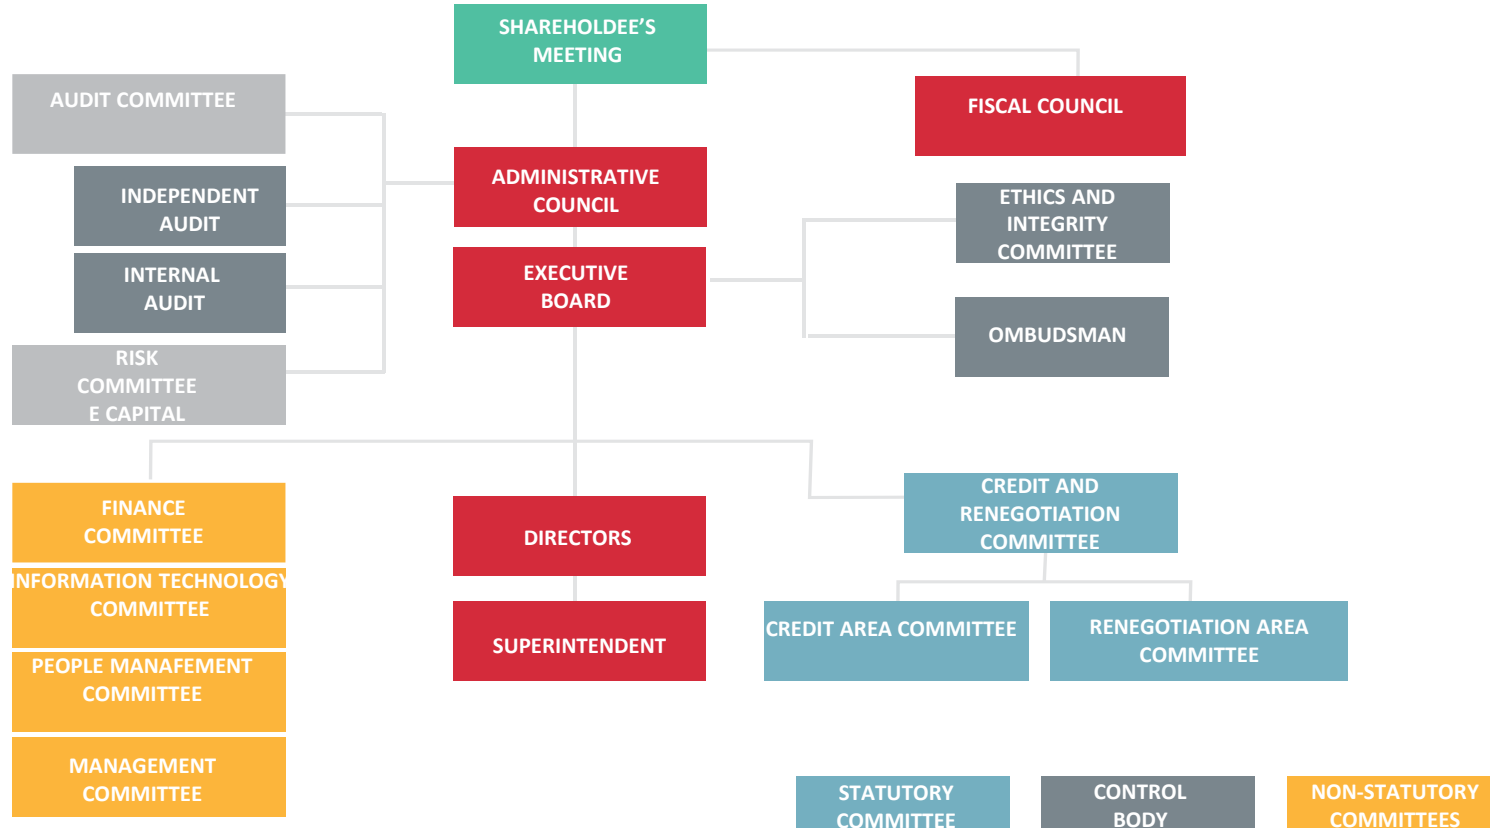 SHAREHOLDEE’S
MEETING
AUDIT COMMITTEE
FISCAL COUNCIL
INDEPENDENT
AUDIT
ADMINISTRATIVE
COUNCIL
ETHICS AND
INTEGRITY
COMMITTEE
INTERNAL
AUDIT
EXECUTIVE
BOARD
OMBUDSMAN
RISK
COMMITTEE
E CAPITAL
FINANCE
COMMITTEE
DIRECTORS
CREDIT AND
RENEGOTIATION
COMMITTEE
INFORMATION TECHNOLOGY
COMMITTEE
SUPERINTENDENT
CREDIT AREA COMMITTEE
RENEGOTIATION AREA
COMMITTEE
PEOPLE MANAFEMENT
COMMITTEE
MANAGEMENT
COMMITTEE
STATUTORY
COMMITTEE
CONTROL
BODY
NON-STATUTORY
COMMITTEES